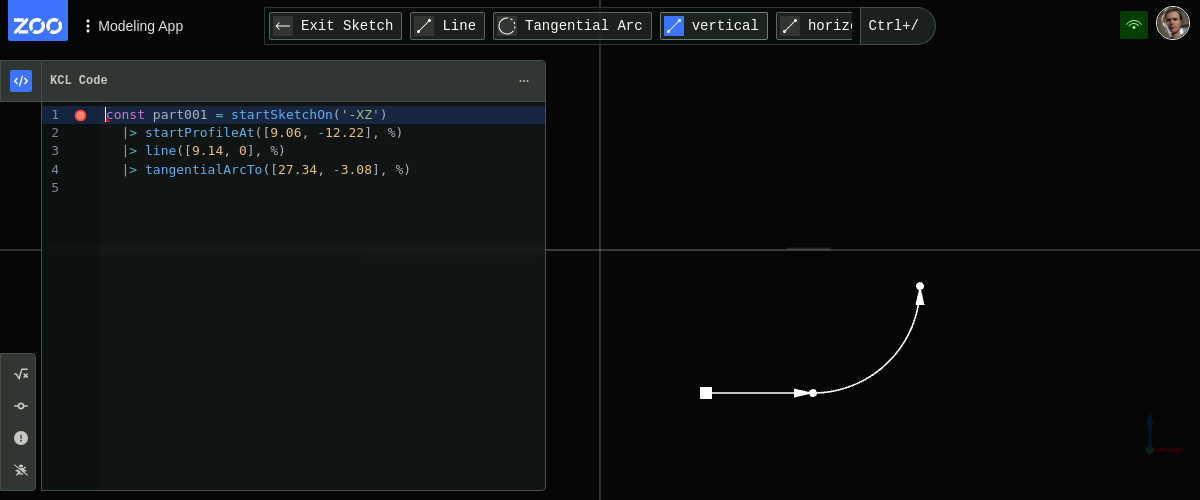 ZOO
Modeling App
Exit Sketch
Line
Tangential Arc
vertical
horiz
Ctrl+/
KCL Code
1 const part001 = startSketchOn('-XZ')
2 |> startProfileAt([9.06, -12.22], %)
3 |> line([9.14, 0], %)
4 |> tangentialArcTo([27.34, -3.08], %)
5